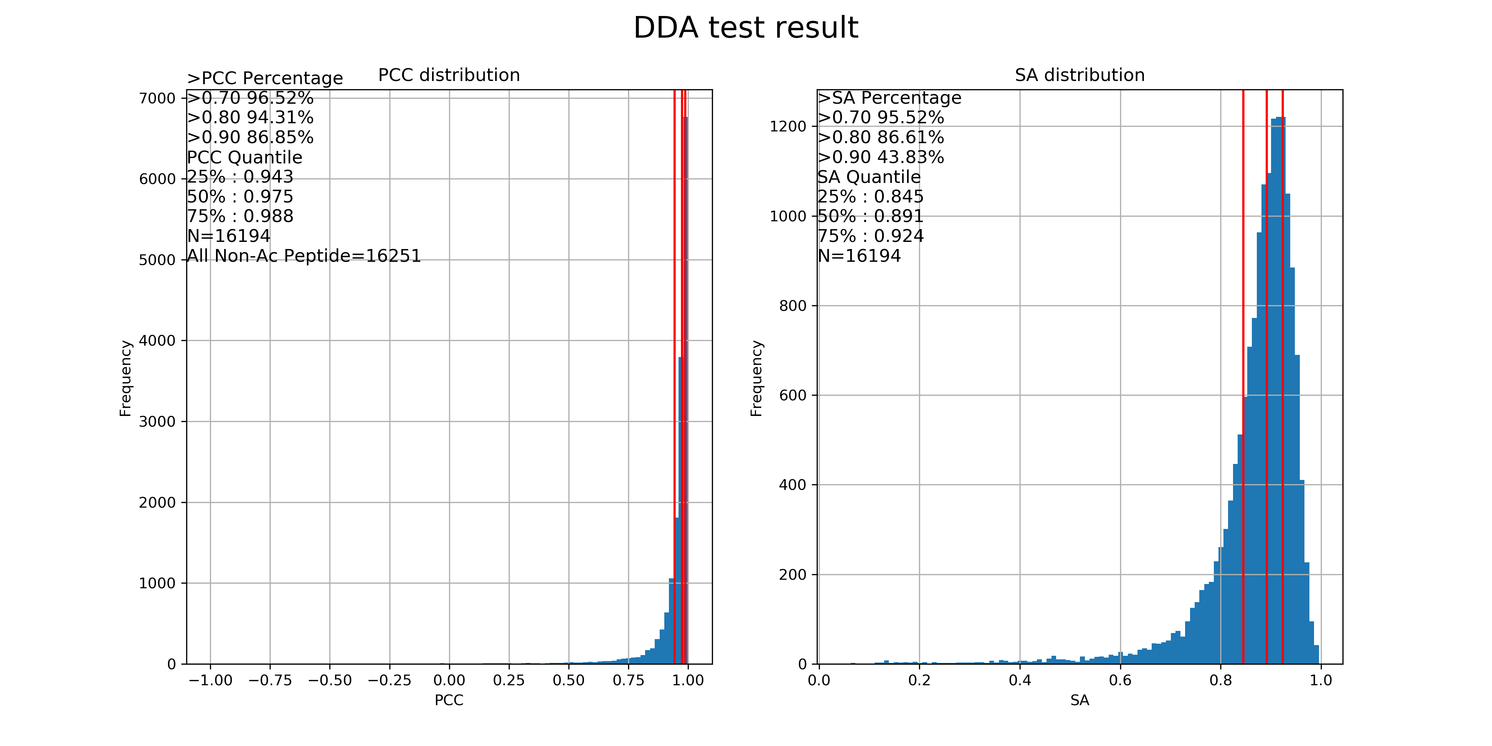 DDA test result
PCC distribution
>PCC Percentage
>0.70 96.52%
>0.80 94.31%
>0.90 86.85%
PCC Quantile
25% : 0.943
50% : 0.975
75% : 0.988
N=16194
All Non-Ac Peptide=16251
7000
6000
5000
4000
3000
2000
1000
0
Frequency
−1.00 −0.75 −0.50 −0.25 0.00 0.25 0.50 0.75 1.00
PCC
SA distribution
>SA Percentage
>0.70 95.52%
>0.80 86.61%
>0.90 43.83%
SA Quantile
25% : 0.845
50% : 0.891
75% : 0.924
N=16194
1200
1000
800
600
400
200
0
Frequency
0.0 0.2 0.4 0.6 0.8 1.0
SA